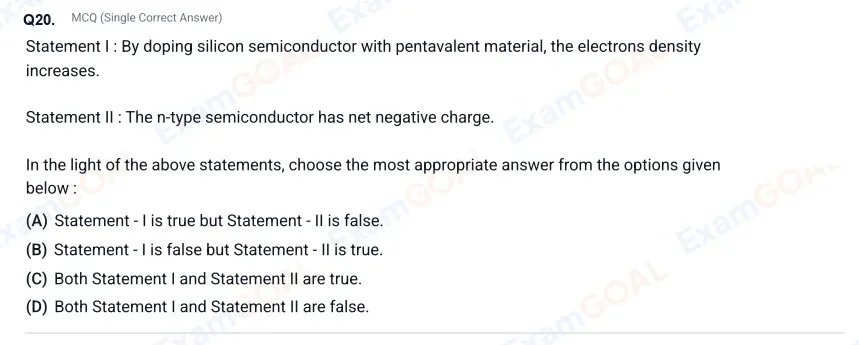 Q20. MCQ (Single Correct Answer)
Statement I : By doping silicon semiconductor with pentavalent material, the electrons density
increases.
Statement II : The n-type semiconductor has net negative charge.
In the light of the above statements, choose the most appropriate answer from the options given
below :
(A) Statement - I is true but Statement - II is false.
(B) Statement - I is false but Statement - II is true.
(C) Both Statement I and Statement II are true.
(D) Both Statement I and Statement II are false.